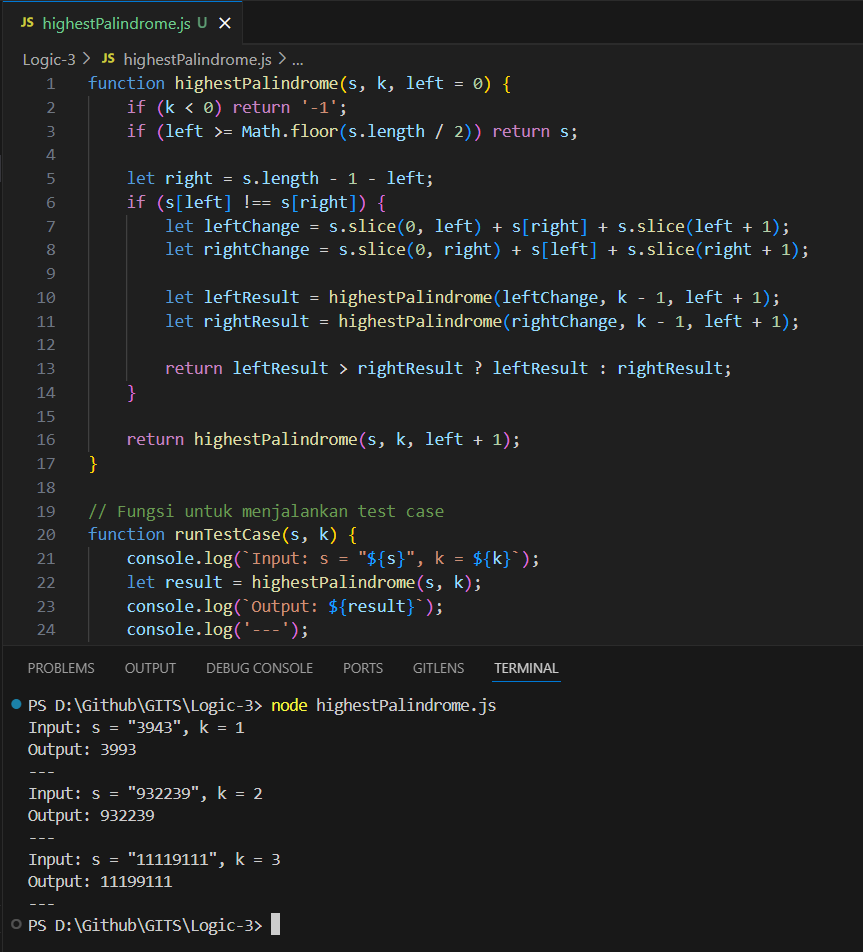 JS highestPalindrome.js U ×
Logic-3 > JS highestPalindrome.js > ...
1 function highestPalindrome(s, k, left = 0) {
2     if (k < 0) return '-1';
3     if (left >= Math.floor(s.length / 2)) return s;
4
5     let right = s.length - 1 - left;
6     if (s[left] !== s[right]) {
7         let leftChange = s.slice(0, left) + s[right] + s.slice(left + 1);
8         let rightChange = s.slice(0, right) + s[left] + s.slice(right + 1);
9
10         let leftResult = highestPalindrome(leftChange, k - 1, left + 1);
11         let rightResult = highestPalindrome(rightChange, k - 1, left + 1);
12
13         return leftResult > rightResult ? leftResult : rightResult;
14     }
15
16     return highestPalindrome(s, k, left + 1);
17 }
18
19 // Fungsi untuk menjalankan test case
20 function runTestCase(s, k) {
21     console.log(`Input: s = "${s}", k = ${k}`);
22     let result = highestPalindrome(s, k);
23     console.log(`Output: ${result}`);
24     console.log('---');
PROBLEMS OUTPUT DEBUG CONSOLE PORTS GITLENS TERMINAL
PS D:\Github\GITS\Logic-3> node highestPalindrome.js
Input: s = "3943", k = 1
Output: 3993
---
Input: s = "932239", k = 2
Output: 932239
---
Input: s = "11119111", k = 3
Output: 11199111
---
PS D:\Github\GITS\Logic-3>